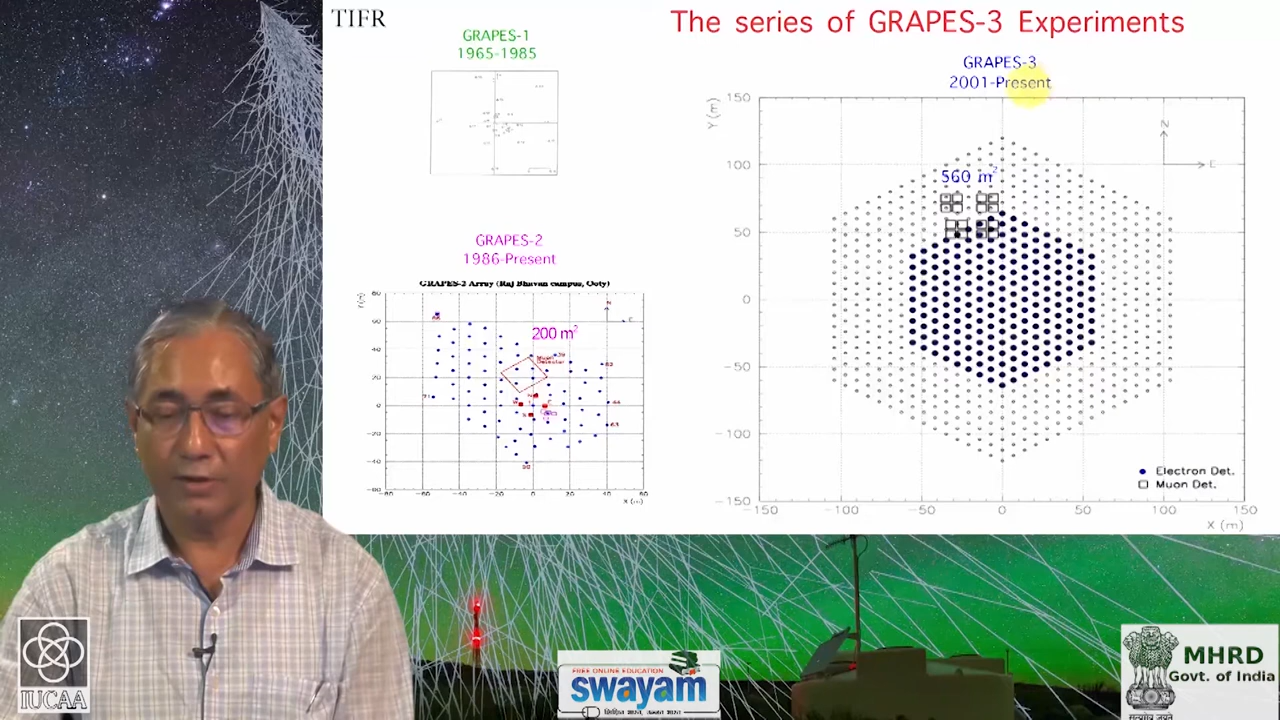 TIFR
The series of GRAPES-3 Experiments
GRAPES-1
1965-1985
GRAPES-2
1986-Present
GRAPES-2 Array (Raj Bhavan campus, Ooty)
200 m²
Muon
Detector
X (m)
GRAPES-3
2001-Present
Y (m)
150
100
50
0
-50
-100
-150
N
E
560 m²
Electron Det.
Muon Det.
-150 -100 -50 0 50 100 150
X (m)
IUCAA
FREE ONLINE EDUCATION
swayam
MHRD
Govt. of India